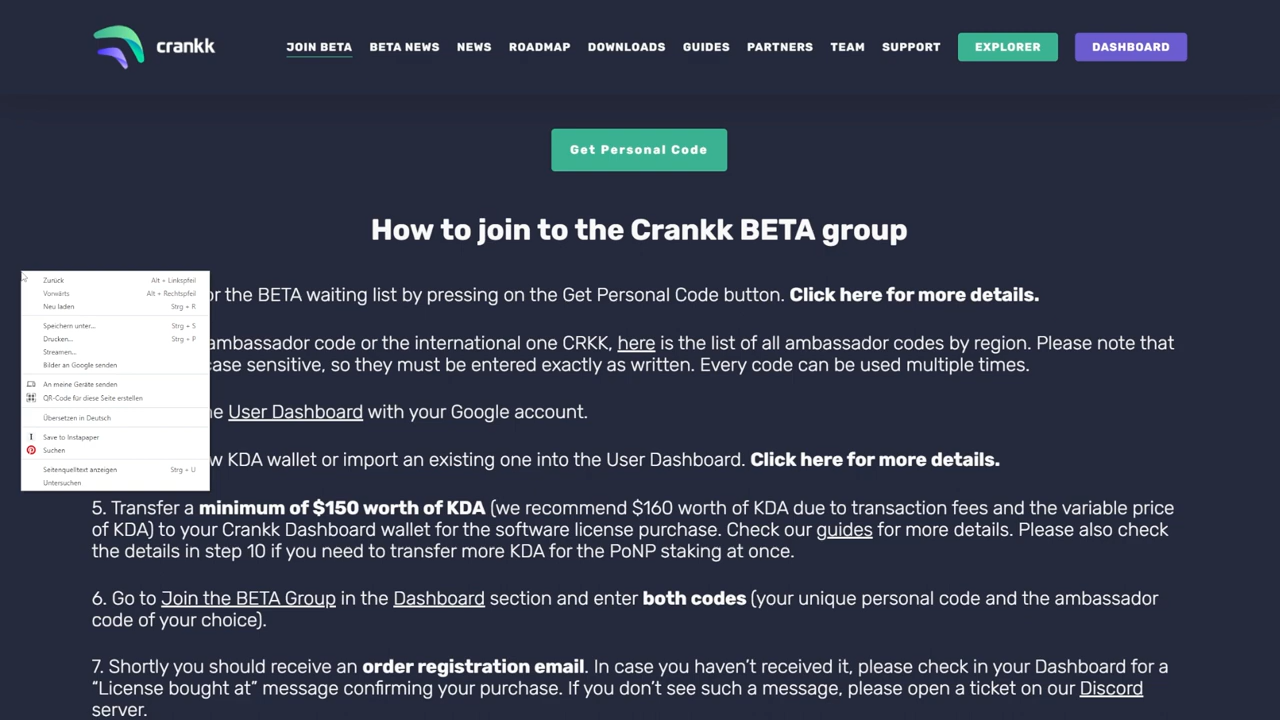 crankk
JOIN BETA BETA NEWS NEWS ROADMAP DOWNLOADS GUIDES PARTNERS TEAM SUPPORT EXPLORER DASHBOARD
Get Personal Code
How to join to the Crankk BETA group
Zurück Alt + Linkspfeil
Vorwärts Alt + Rechtspfeil
Neu laden Strg + R
Speichern unter... Strg + S
Drucken... Strg + P
Streamen...
Bilder an Google senden
An meine Geräte senden
QR-Code für diese Seite erstellen
Übersetzen in Deutsch
Save to Instapaper
Suchen
Seitenquelltext anzeigen Strg + U
Untersuchen
or the BETA waiting list by pressing on the Get Personal Code button. Click here for more details.
ambassador code or the international one CRKK, here is the list of all ambassador codes by region. Please note that
case sensitive, so they must be entered exactly as written. Every code can be used multiple times.
User Dashboard with your Google account.
KDA wallet or import an existing one into the User Dashboard. Click here for more details.
5. Transfer a minimum of $150 worth of KDA (we recommend $160 worth of KDA due to transaction fees and the variable price
of KDA) to your Crankk Dashboard wallet for the software license purchase. Check our guides for more details. Please also check
the details in step 10 if you need to transfer more KDA for the PoNP staking at once.
6. Go to Join the BETA Group in the Dashboard section and enter both codes (your unique personal code and the ambassador
code of your choice).
7. Shortly you should receive an order registration email. In case you haven't received it, please check in your Dashboard for a
“License bought at” message confirming your purchase. If you don't see such a message, please open a ticket on our Discord
server.